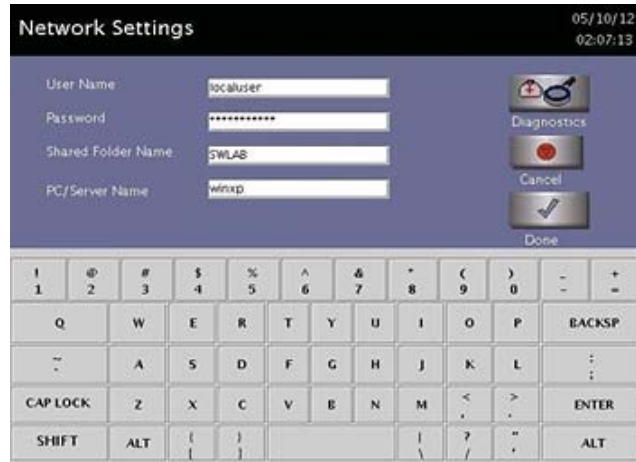 Network Settings
05/10/12
02:07:13
User Name localuser
Password ***********
Shared Folder Name SWLAB
PC/Server Name winxp
Diagnostics
Cancel
Done
! @ # $ % ^ & * ( ) - +
1 2 3 4 5 6 7 8 9 0 - =
Q W E R T Y U I O P BACKSP
~ A S D F G H J K L :
;
CAP LOCK Z X C V B N M < > ENTER
, .
SHIFT ALT { } | ? " ALT
[ ] \ / '